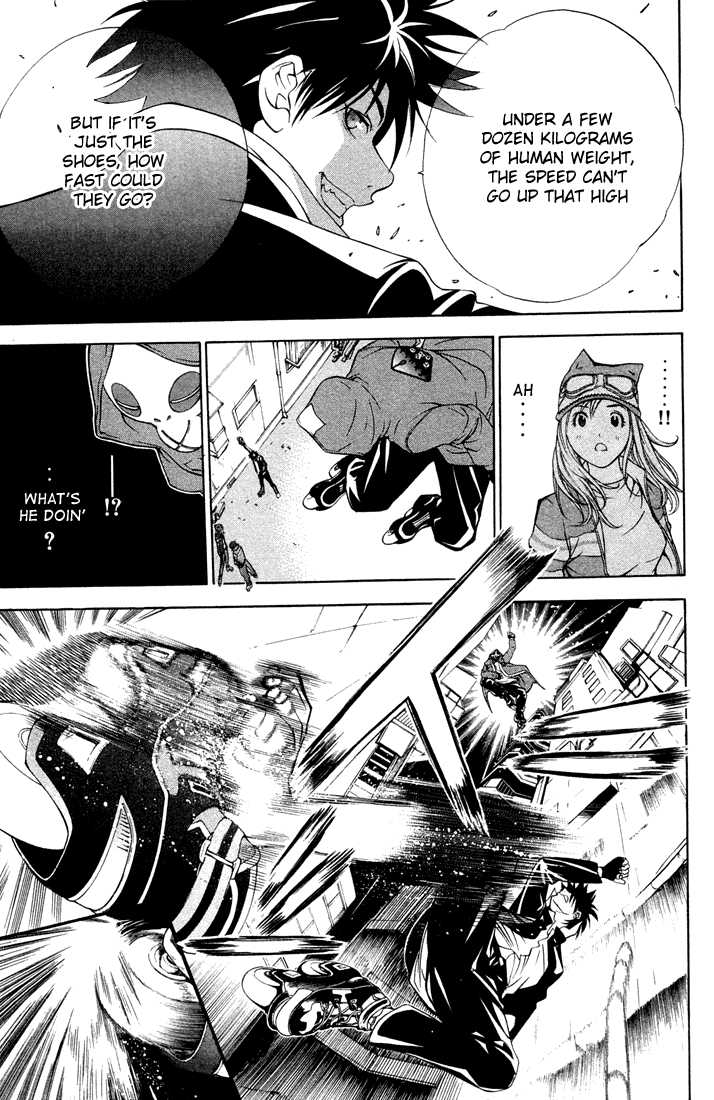 UNDER A FEW
DOZEN KILOGRAMS
OF HUMAN WEIGHT,
THE SPEED CAN'T
GO UP THAT HIGH
BUT IF IT'S
JUST THE
SHOES, HOW
FAST COULD
THEY GO?
......!!
AH
....
!?
..
WHAT'S
HE DOIN'
?